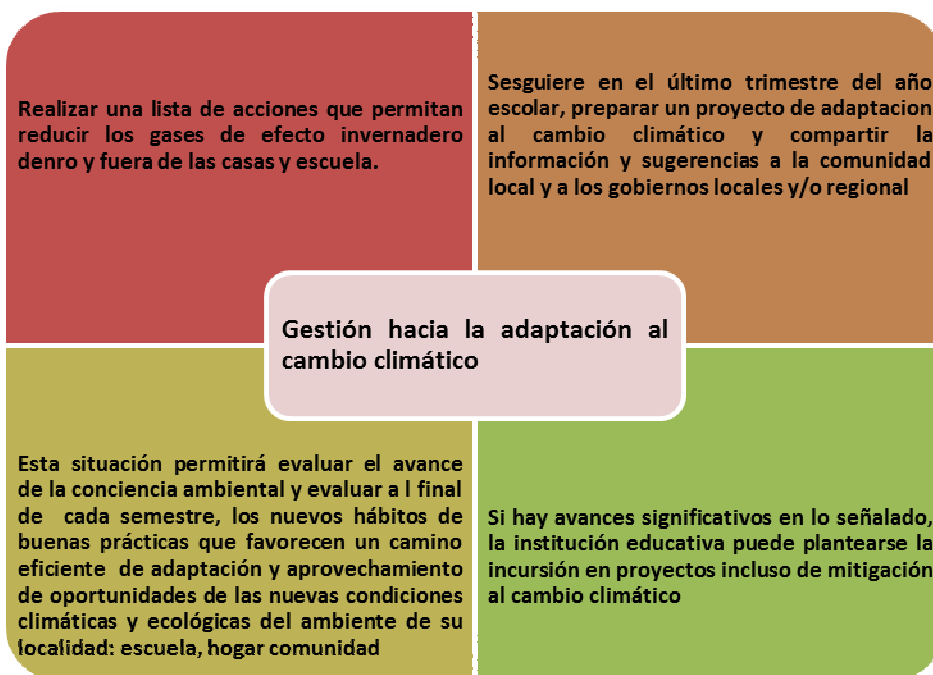 Realizar una lista de acciones que permitan
reducir los gases de efecto invernadero
denro y fuera de las casas y escuela.
Sesguiere en el último trimestre del año
escolar, preparar un proyecto de adaptacion
al cambio climático y compartir la
información y sugerencias a la comunidad
local y a los gobiernos locales y/o regional
Gestión hacia la adaptación al
cambio climático
Esta situación permitirá evaluar el avance
de la conciencia ambiental y evaluar a l final
de cada semestre, los nuevos hábitos de
buenas prácticas que favorecen un camino
eficiente de adaptación y aprovechamiento
de oportunidades de las nuevas condiciones
climáticas y ecológicas del ambiente de su
localidad: escuela, hogar comunidad
Si hay avances significativos en lo señalado,
la institución educativa puede plantearse la
incursión en proyectos incluso de mitigación
al cambio climático